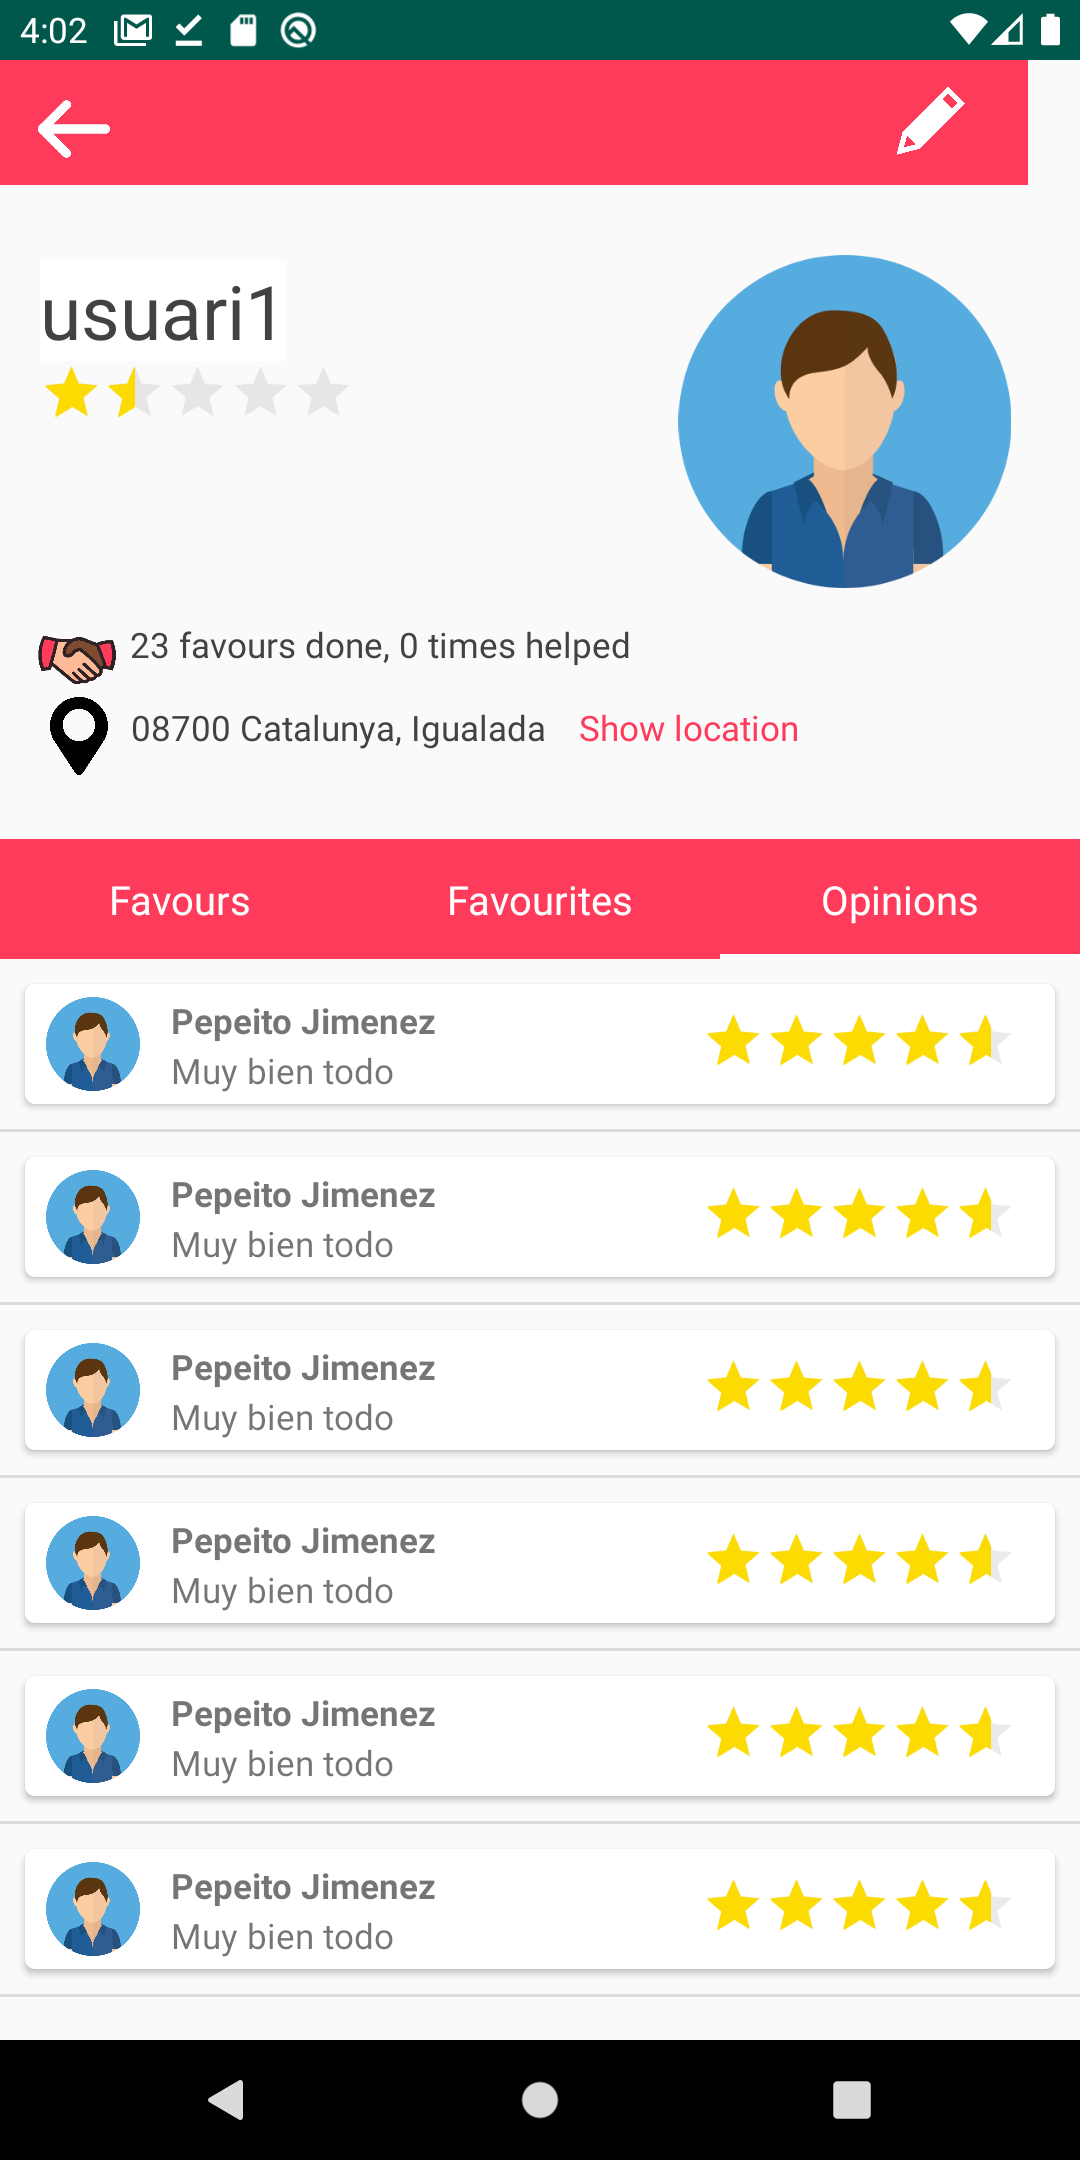 4:02
usuari1
23 favours done, 0 times helped
08700 Catalunya, Igualada Show location
Favours Favourites Opinions
Pepeito Jimenez
Muy bien todo
Pepeito Jimenez
Muy bien todo
Pepeito Jimenez
Muy bien todo
Pepeito Jimenez
Muy bien todo
Pepeito Jimenez
Muy bien todo
Pepeito Jimenez
Muy bien todo